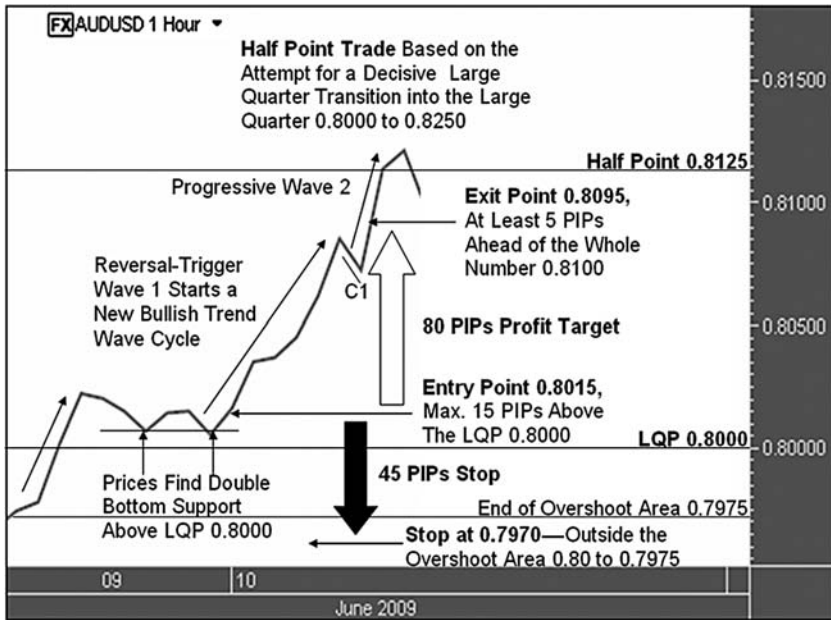 FX AUDUSD 1 Hour
Half Point Trade Based on the
Attempt for a Decisive Large
Quarter Transition into the Large
Quarter 0.8000 to 0.8250
0.81500
Half Point 0.8125
Progressive Wave 2
Exit Point 0.8095,
At Least 5 PIPs
Ahead of the Whole
Number 0.8100
0.81000
Reversal-Trigger
Wave 1 Starts a
New Bullish Trend
Wave Cycle
C1
80 PIPs Profit Target
0.80500
Entry Point 0.8015,
Max. 15 PIPs Above
The LQP 0.8000
LQP 0.8000
0.80000
Prices Find Double
Bottom Support
Above LQP 0.8000
45 PIPs Stop
End of Overshoot Area 0.7975
Stop at 0.7970—Outside the
Overshoot Area 0.80 to 0.7975
09
10
June 2009